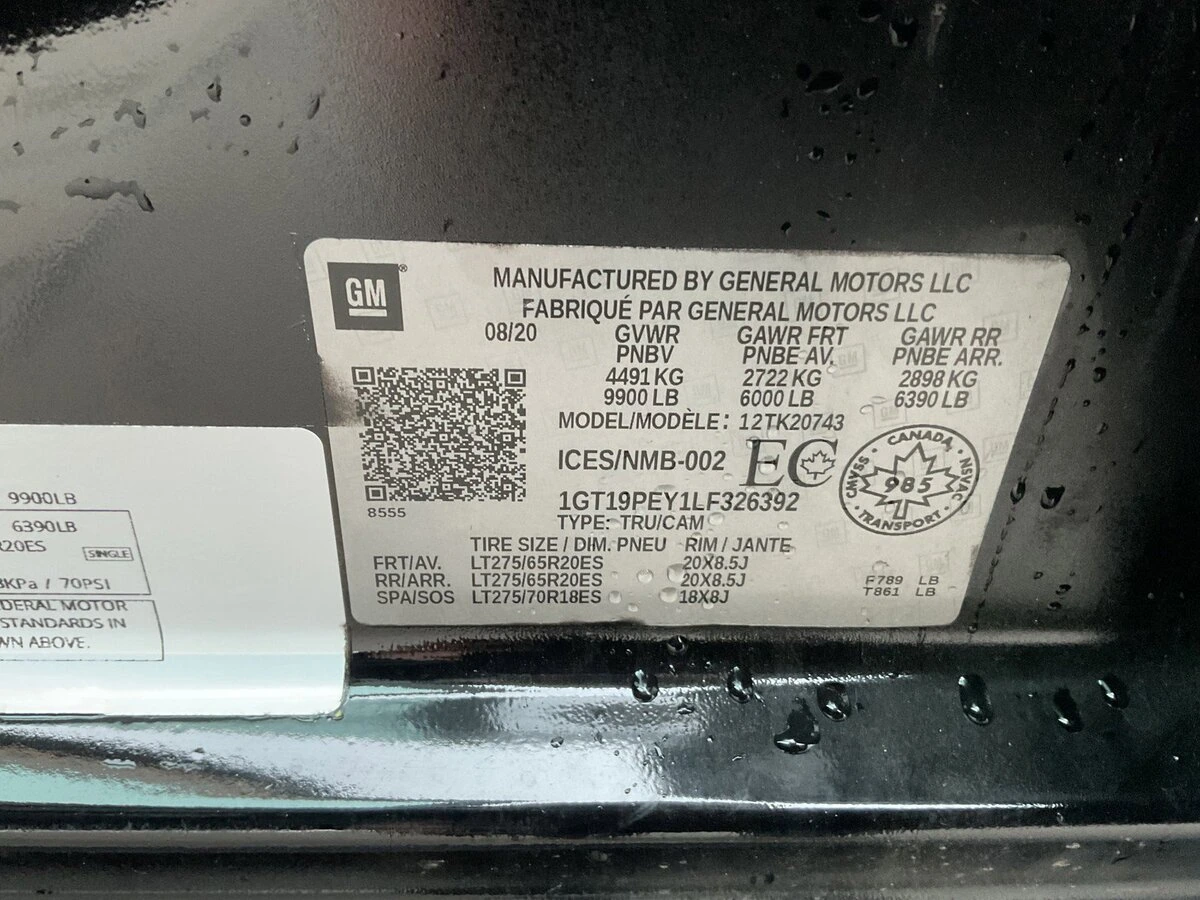 GM
MANUFACTURED BY GENERAL MOTORS LLC
FABRIQUÉ PAR GENERAL MOTORS LLC
08/20 GVWR GAWR FRT GAWR RR
PNBV PNBE AV. PNBE ARR.
4491 KG 2722 KG 2898 KG
9900 LB 6000 LB 6390 LB
MODEL/MODÈLE: 12TK20743
ICES/NMB-002 EC
CANADA
CMVSS 985 NSVAC
TRANSPORT
1GT19PEY1LF326392
8555
TYPE: TRU/CAM
TIRE SIZE / DIM. PNEU RIM / JANTE
FRT/AV. LT275/65R20ES 20X8.5J
RR/ARR. LT275/65R20ES 20X8.5J F789 LB
SPA/SOS LT275/70R18ES 18X8J T861 LB
9900LB
6390LB
R20ES SINGLE
KPa / 70PSI
DERAL MOTOR
STANDARDS IN
WN ABOVE.